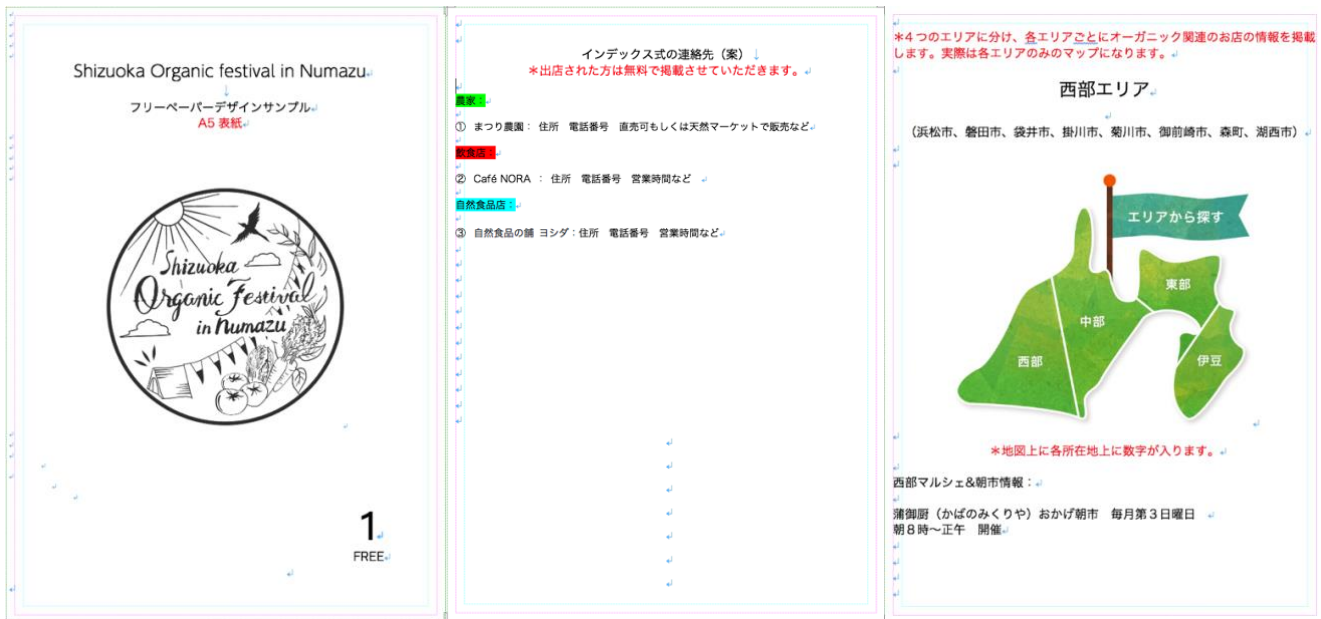 Shizuoka Organic festival in Numazu
フリーペーパーデザインサンプル
A5 表紙
Shizuoka
Organic Festival
in Numazu
1
FREE
インデックス式の連絡先（案）
＊出店された方は無料で掲載させていただきます。
農家：
① まつり農園： 住所　電話番号　直売可もしくは天然マーケットで販売など
飲食店：
② Café NORA ： 住所　電話番号　営業時間など
自然食品店：
③ 自然食品の舗 ヨシダ：住所　電話番号　営業時間など
＊４つのエリアに分け、各エリアごとにオーガニック関連のお店の情報を掲載
します。実際は各エリアのみのマップになります。
西部エリア
（浜松市、磐田市、袋井市、掛川市、菊川市、御前崎市、森町、湖西市）
エリアから探す
東部
中部
西部
伊豆
＊地図上に各所在地上に数字が入ります。
西部マルシェ&朝市情報：
蒲御厨（かばのみくりや）おかげ朝市　毎月第３日曜日
朝８時～正午　開催